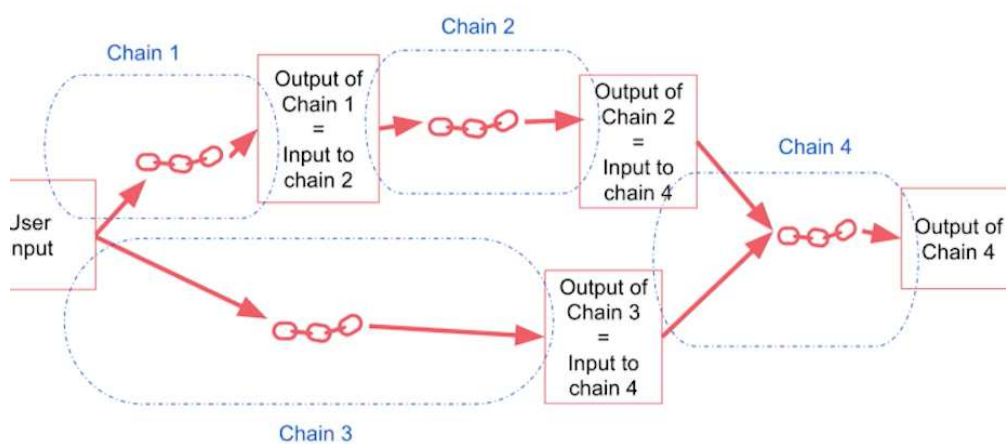 Chain 1
Chain 2
Output of
Chain 1
=
Input to
chain 2
Output of
Chain 2
=
Input to
chain 4
Chain 4
User
nput
Output of
Chain 4
Output of
Chain 3
=
Input to
chain 4
Chain 3